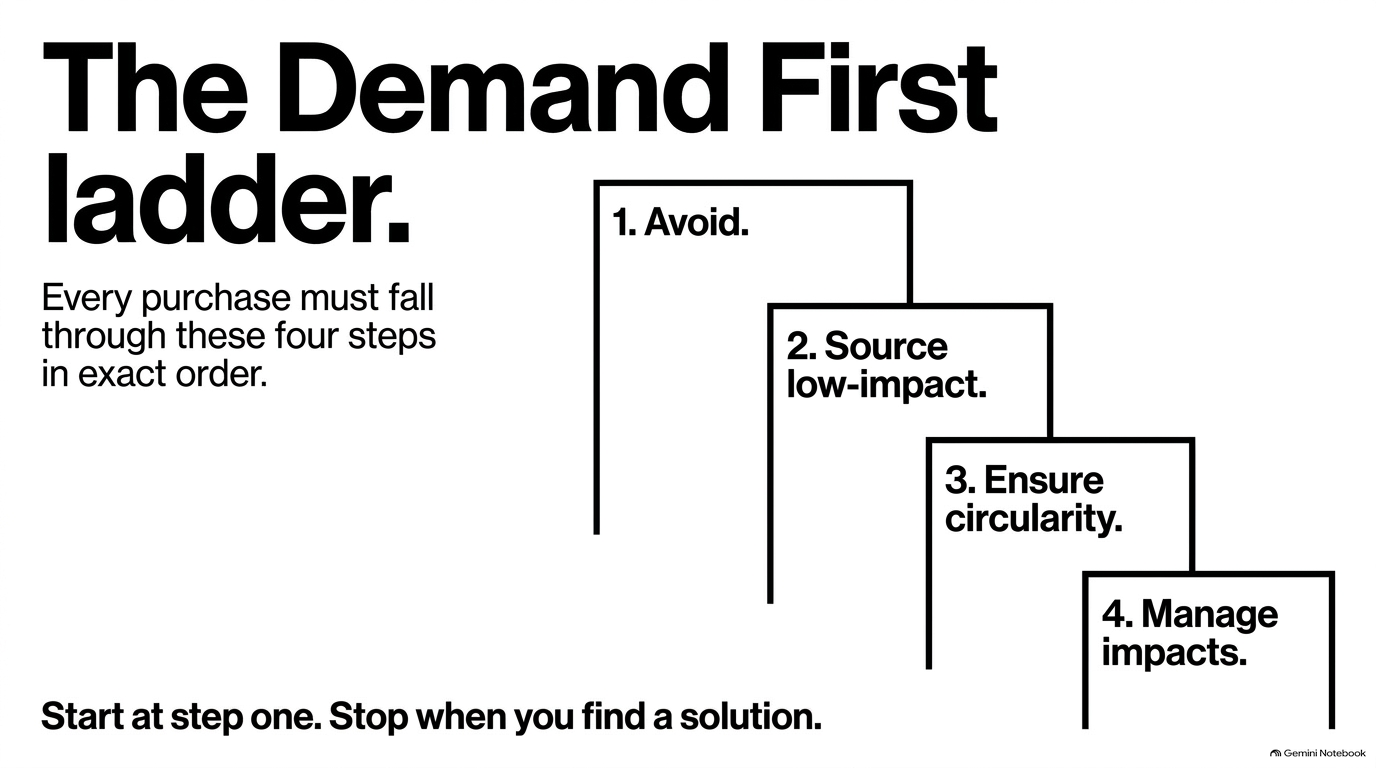 The Demand First
ladder.
Every purchase must fall
through these four steps
in exact order.
1. Avoid.
2. Source
low-impact.
3. Ensure
circularity.
4. Manage
impacts.
Start at step one. Stop when you find a solution.
Gemini Notebook